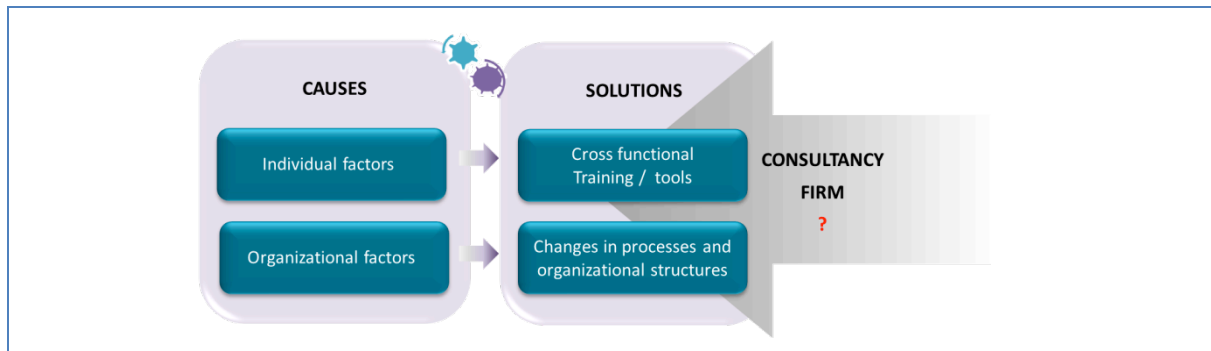 CAUSES
Individual factors
Organizational factors
SOLUTIONS
Cross functional
Training / tools
Changes in processes and
organizational structures
CONSULTANCY
FIRM
?